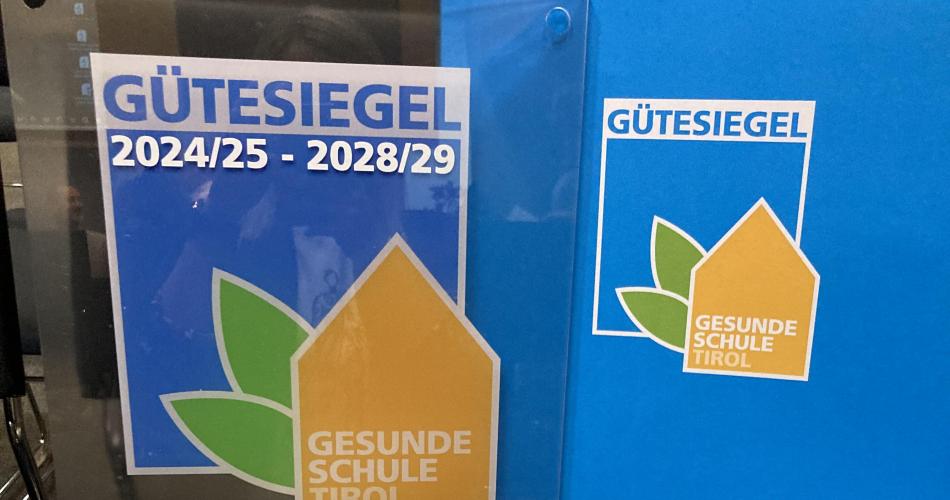 GÜTESIEGEL
2024/25 - 2028/29
GESUNDE
SCHULE
TIROL
GÜTESIEGEL
GESUNDE
SCHULE
TIROL